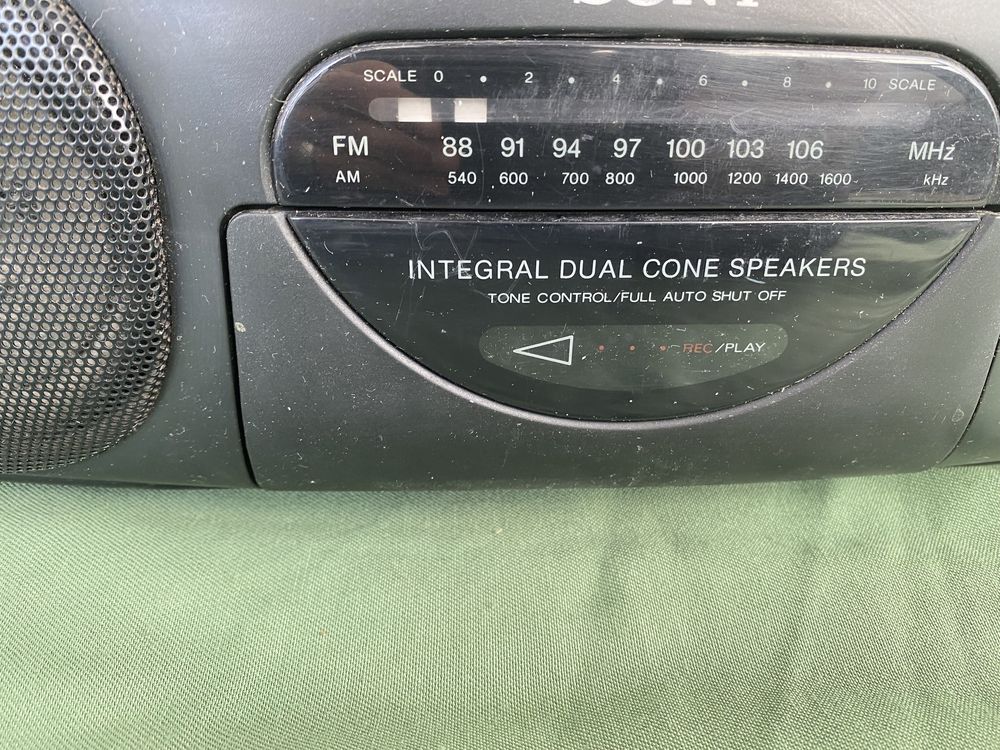 SONY
SCALE 0 • 2 • 4 • 6 • 8 • 10 SCALE
FM 88 91 94 97 100 103 106 MHz
AM 540 600 700 800 1000 1200 1400 1600 kHz
INTEGRAL DUAL CONE SPEAKERS
TONE CONTROL/FULL AUTO SHUT OFF
REC/PLAY